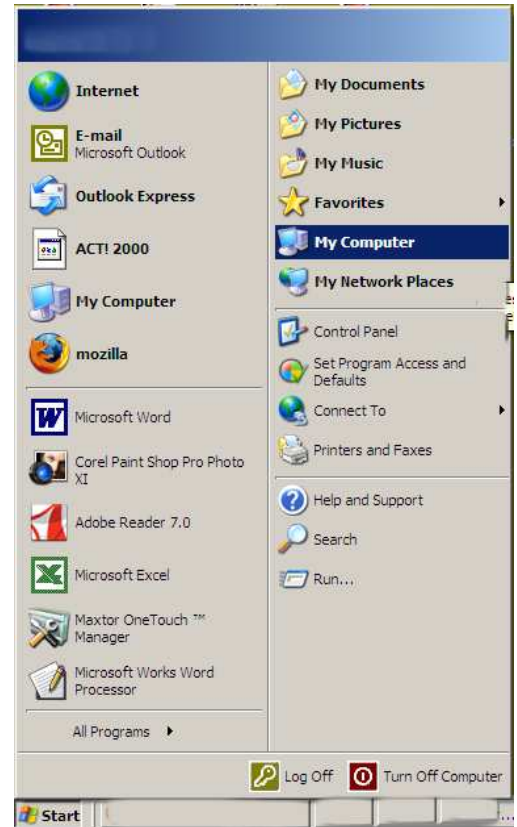 Internet
E-mail
Microsoft Outlook
Outlook Express
ACT! 2000
My Computer
mozilla
Microsoft Word
Corel Paint Shop Pro Photo
XI
Adobe Reader 7.0
Microsoft Excel
Maxtor OneTouch ™
Manager
Microsoft Works Word
Processor
All Programs
My Documents
My Pictures
My Music
Favorites
My Computer
My Network Places
Control Panel
Set Program Access and
Defaults
Connect To
Printers and Faxes
Help and Support
Search
Run...
Log Off
Turn Off Computer
Start